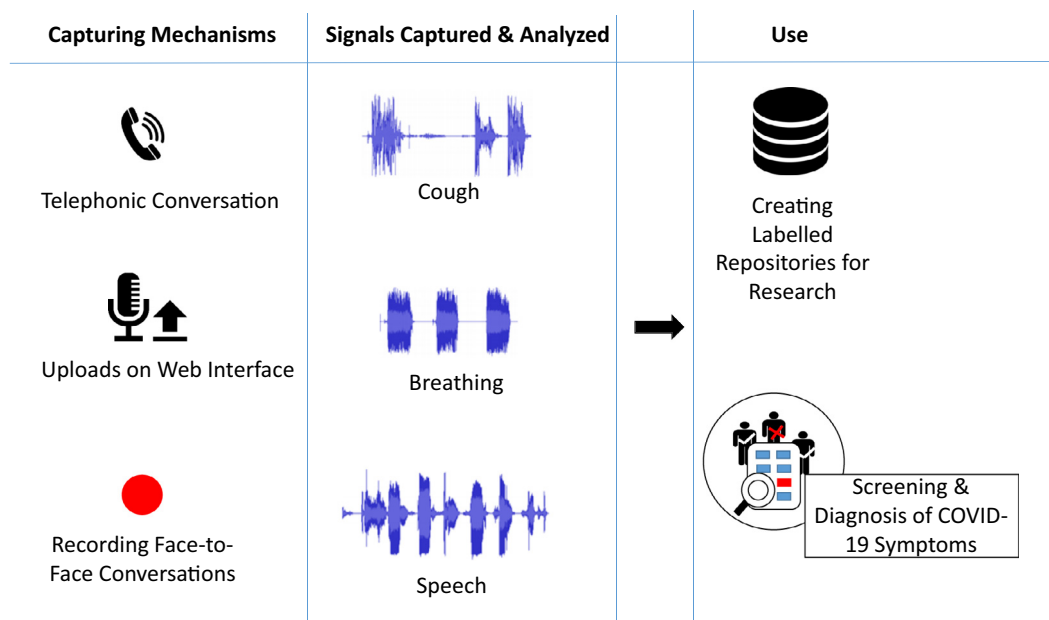 Capturing Mechanisms
Signals Captured & Analyzed
Use
Telephonic Conversation
Cough
Creating
Labelled
Repositories for
Research
Uploads on Web Interface
Breathing
Recording Face-to-
Face Conversations
Speech
Screening &
Diagnosis of COVID-
19 Symptoms